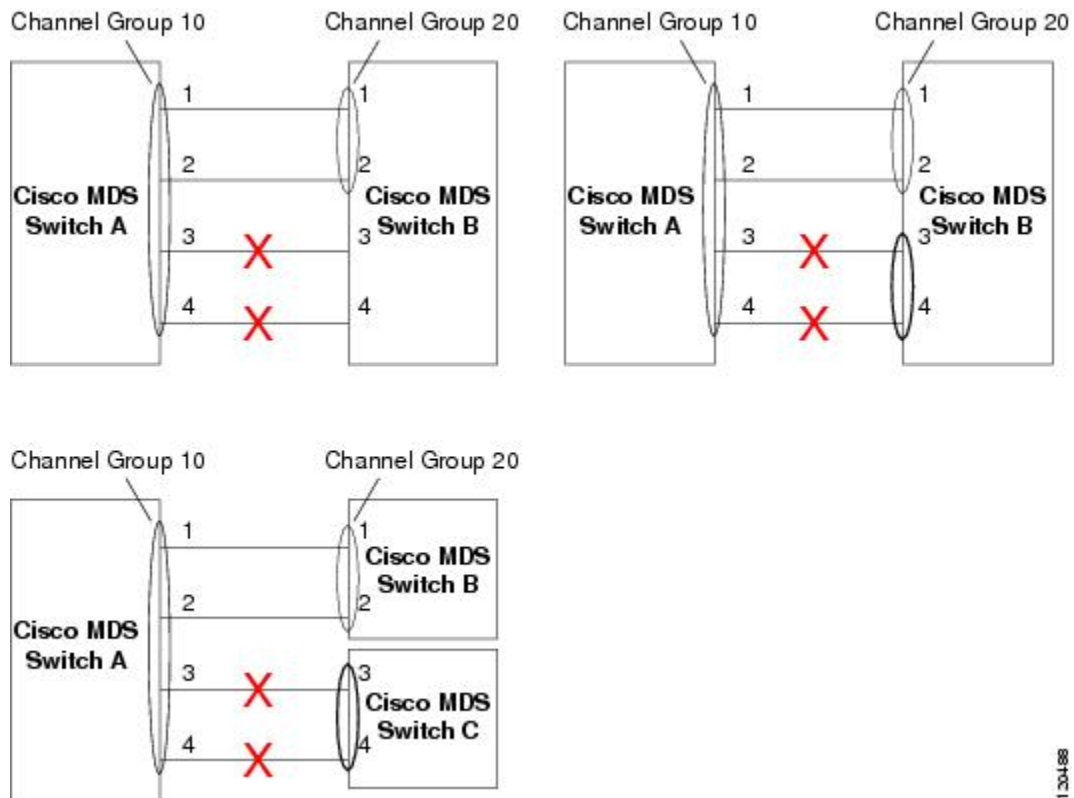 Channel Group 10
Channel Group 20
1
1
2
2
Cisco MDS
Switch A
Cisco MDS
Switch B
3
X
3
4
X
4
Channel Group 10
Channel Group 20
1
1
2
2
Cisco MDS
Switch A
Cisco MDS
Switch B
3
X
3
4
X
4
Channel Group 10
Channel Group 20
1
1
Cisco MDS
Switch B
2
2
Cisco MDS
Switch A
3
X
3
Cisco MDS
Switch C
4
X
4
120488